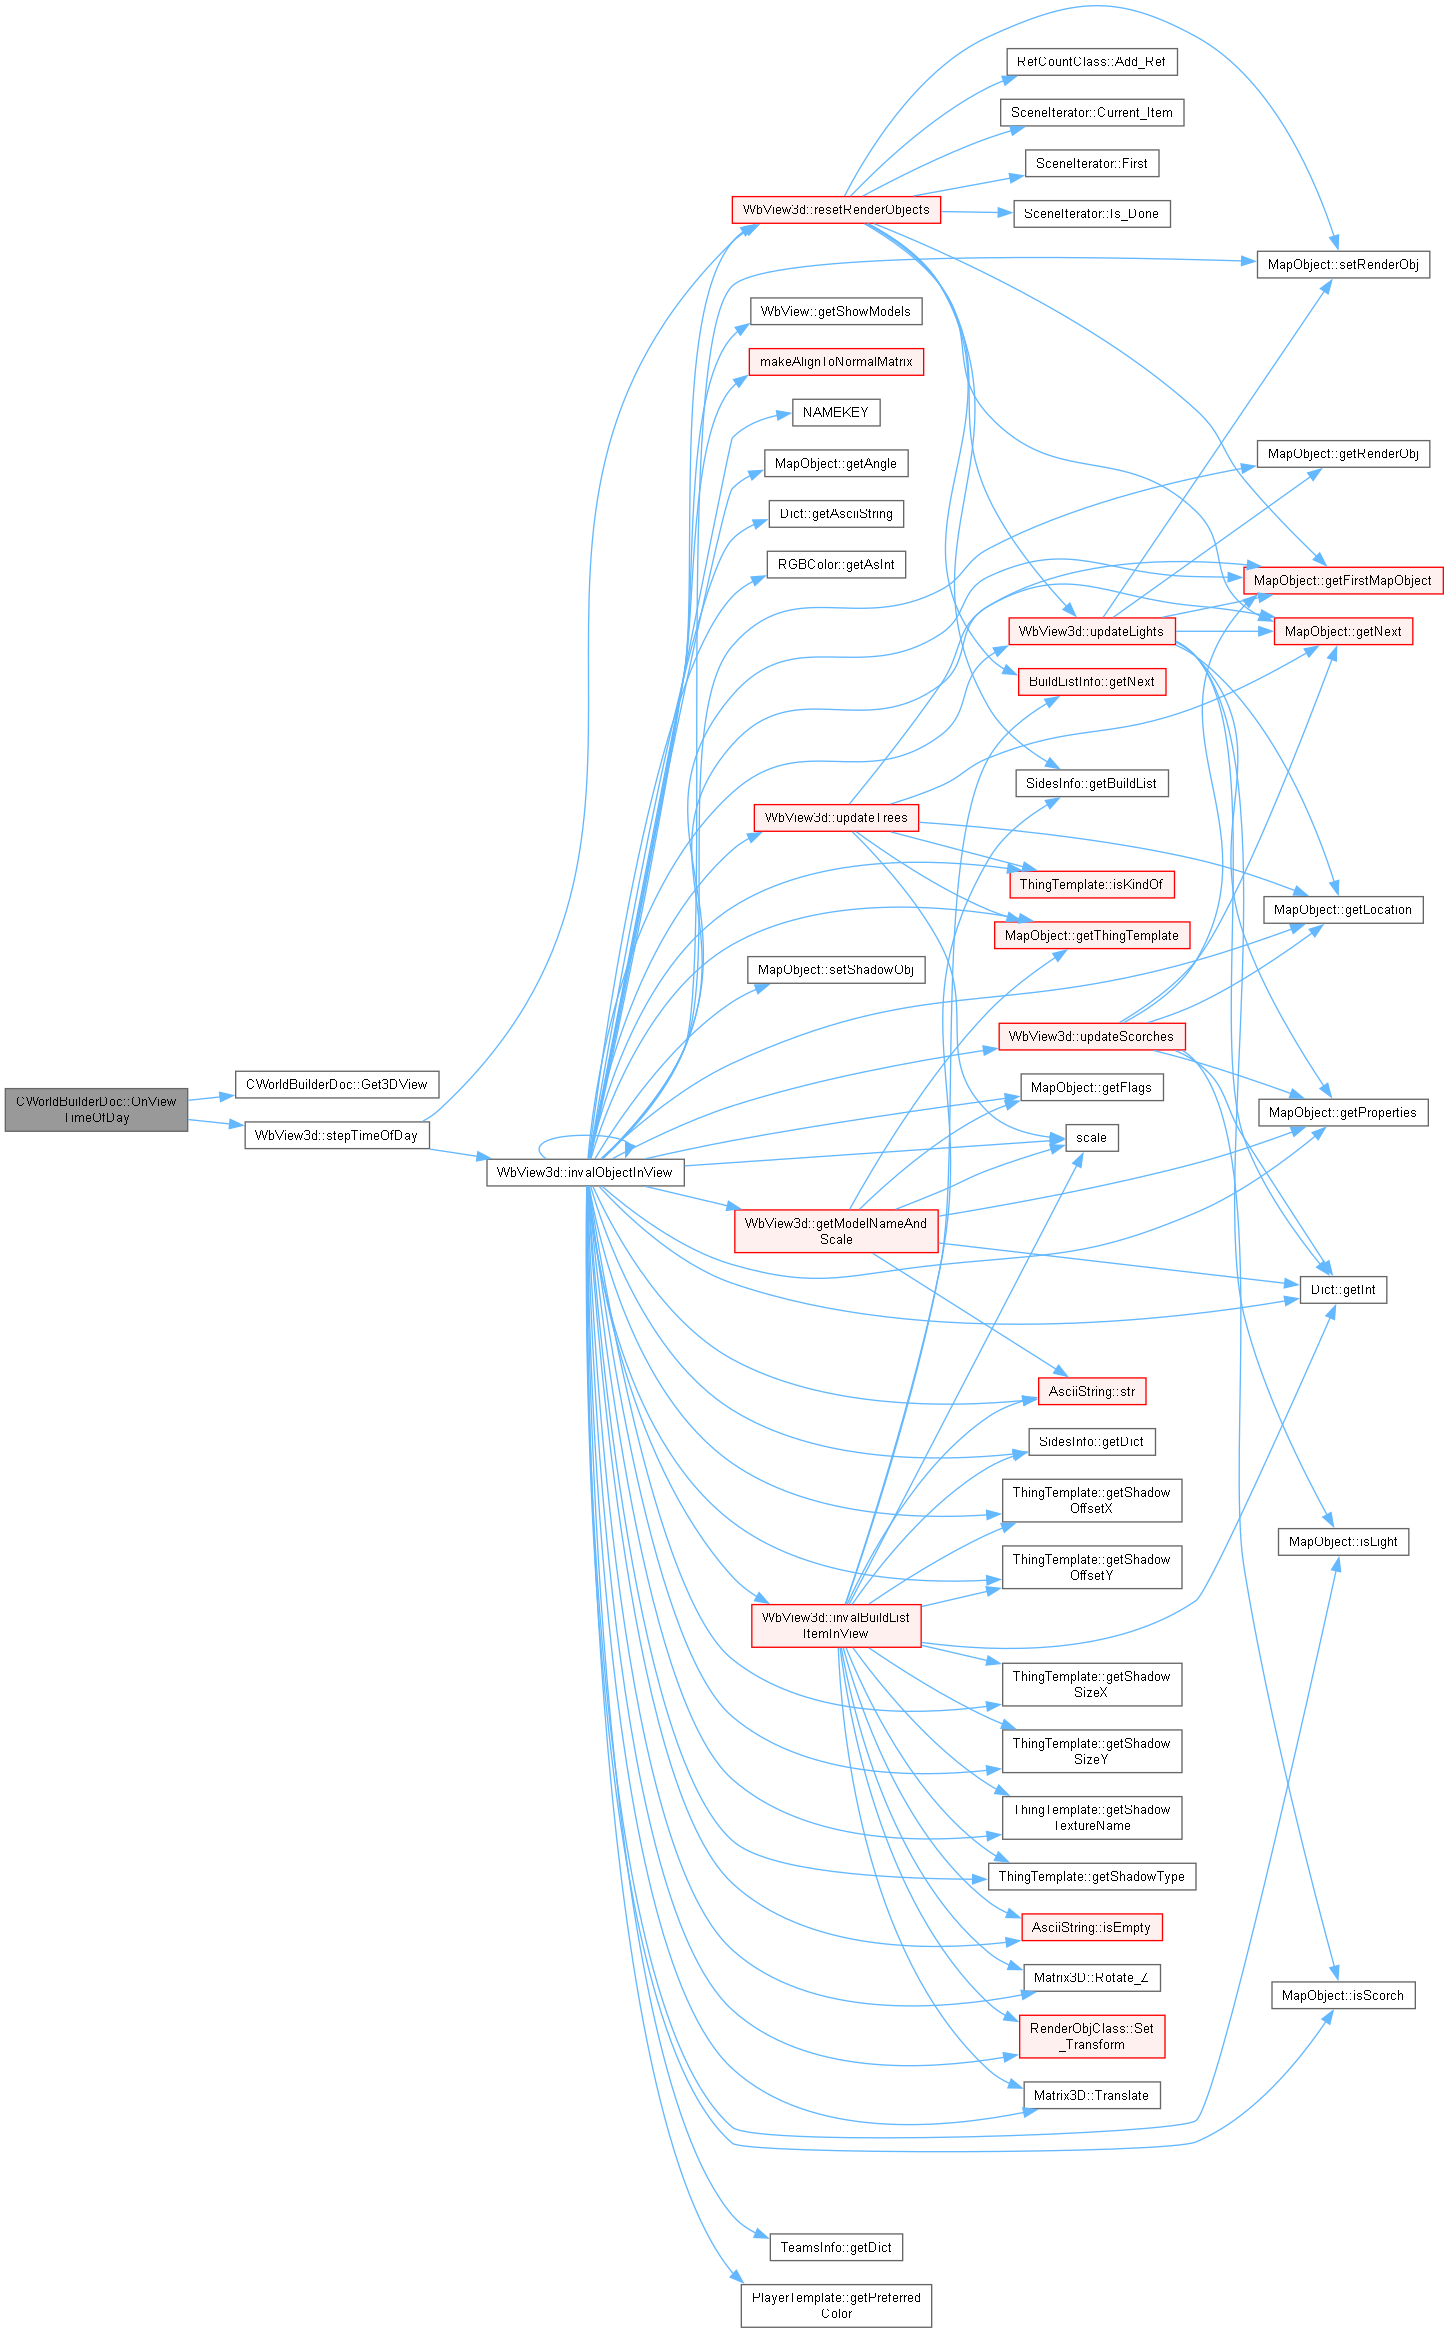 RefCountClass::Add_Ref
SceneIterator::Current_Item
SceneIterator::First
WbView3d::resetRenderObjects
SceneIterator::Is_Done
MapObject::setRenderObj
WbView::getShowModels
makeAlignToNormalMatrix
NAMEKEY
MapObject::getRenderObj
MapObject::getAngle
Dict::getAsciiString
RGBColor::getAsInt
MapObject::getFirstMapObject
WbView3d::updateLights
MapObject::getNext
BuildListInfo::getNext
SidesInfo::getBuildList
WbView3d::updateTrees
ThingTemplate::isKindOf
MapObject::getLocation
MapObject::getThingTemplate
MapObject::setShadowObj
WbView3d::updateScorches
CWorldBuilderDoc::Get3DView
MapObject::getFlags
CWorldBuilderDoc::OnView
TimeOfDay
MapObject::getProperties
WbView3d::stepTimeOfDay
scale
WbView3d::invalObjectInView
WbView3d::getModelNameAnd
Scale
Dict::getInt
AsciiString::str
SidesInfo::getDict
ThingTemplate::getShadow
OffsetX
MapObject::isLight
ThingTemplate::getShadow
OffsetY
WbView3d::invalBuildList
ItemInView
ThingTemplate::getShadow
SizeX
ThingTemplate::getShadow
SizeY
ThingTemplate::getShadow
TextureName
ThingTemplate::getShadowType
AsciiString::isEmpty
Matrix3D::Rotate_Z
MapObject::isScorch
RenderObjClass::Set
_Transform
Matrix3D::Translate
TeamsInfo::getDict
PlayerTemplate::getPreferred
Color